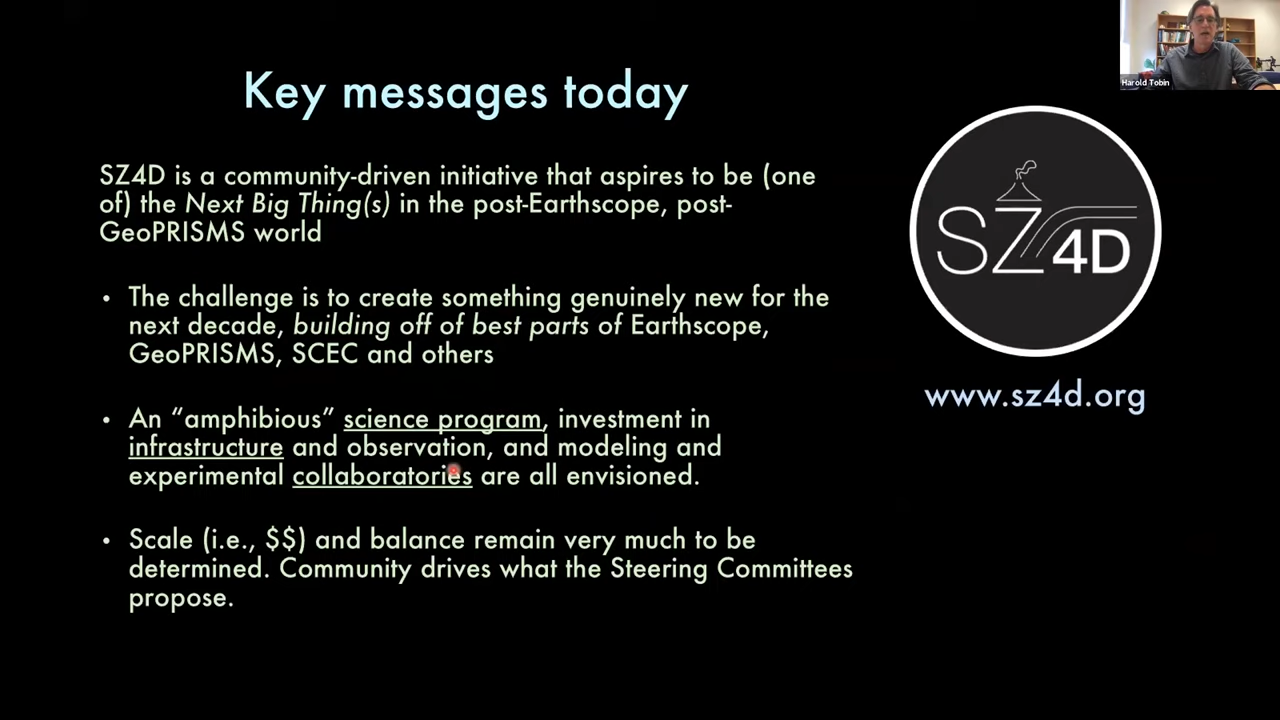 Key messages today
SZ4D is a community-driven initiative that aspires to be (one
of) the Next Big Thing(s) in the post-Earthscope, post-
GeoPRISMS world
• The challenge is to create something genuinely new for the
next decade, building off of best parts of Earthscope,
GeoPRISMS, SCEC and others
• An “amphibious” science program, investment in
infrastructure and observation, and modeling and
experimental collaboratories are all envisioned.
• Scale (i.e., $$) and balance remain very much to be
determined. Community drives what the Steering Committees
propose.
Harold Tobin
SZ4D
www.sz4d.org